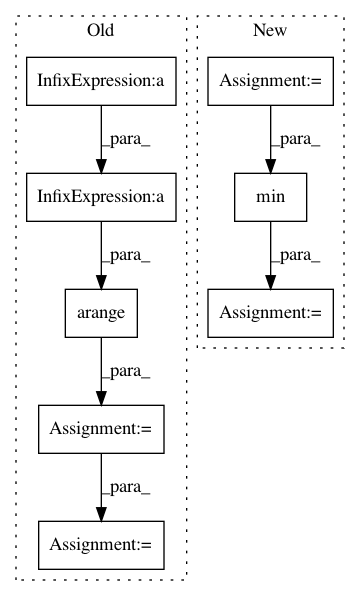 Old
New
InfixExpression:a
Assignment:=
_para_
_para_
InfixExpression:a
min
_para_
_para_
arange
Assignment:=
_para_
Assignment:=
_para_
Assignment:=